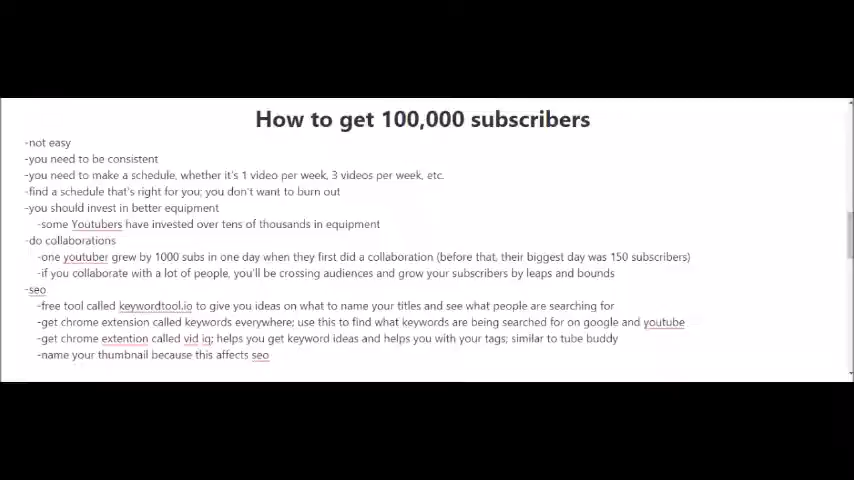 How to get 100,000 subscribers
-not easy
-you need to be consistent
-you need to make a schedule, whether it's 1 video per week, 3 videos per week, etc.
-find a schedule that's right for you; you don't want to burn out
-you should invest in better equipment
-some Youtubers have invested over tens of thousands in equipment
-do collaborations
-one youtuber grew by 1000 subs in one day when they first did a collaboration (before that, their biggest day was 150 subscribers)
-if you collaborate with a lot of people, you'll be crossing audiences and grow your subscribers by leaps and bounds
-seo
-free tool called keywordtool.io to give you ideas on what to name your titles and see what people are searching for
-get chrome extension called keywords everywhere; use this to find what keywords are being searched for on google and youtube
-get chrome extention called vid iq; helps you get keyword ideas and helps you with your tags; similar to tube buddy
-name your thumbnail because this affects seo